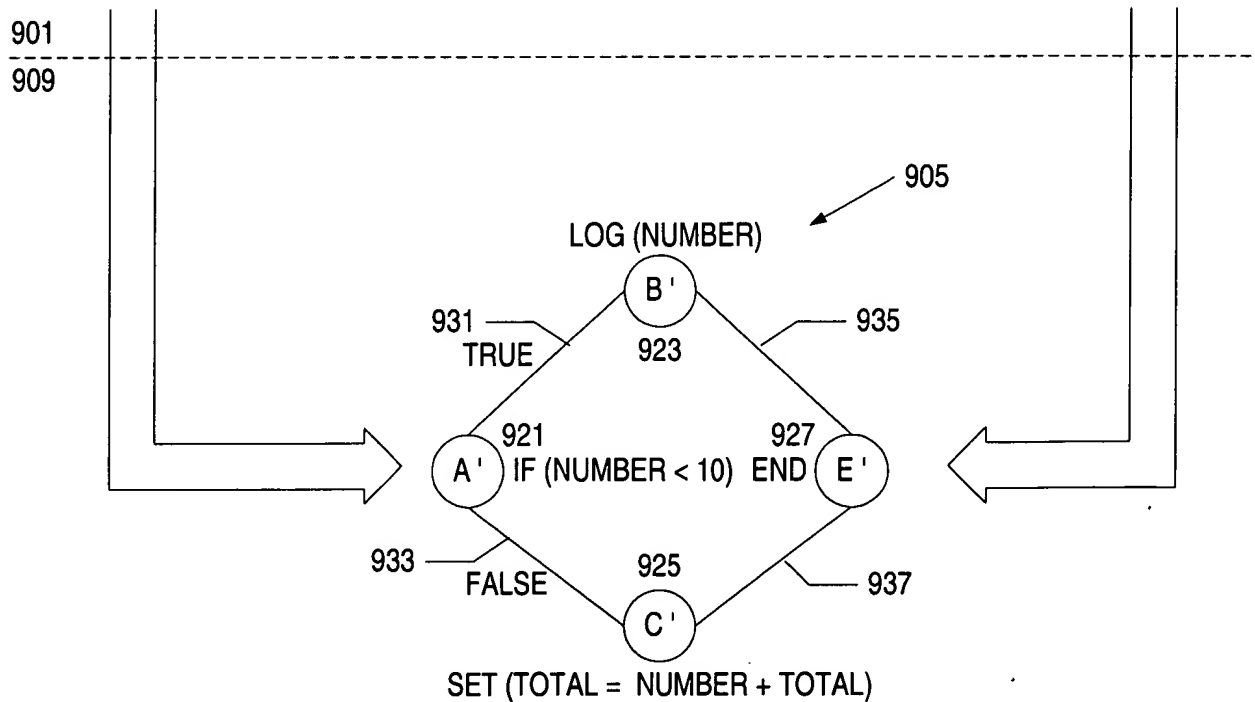 901
909
905
LOG (NUMBER)
B '
931
935
923
TRUE
921
927
A '
IF (NUMBER < 10)
END
E '
933
925
FALSE
937
C '
SET (TOTAL = NUMBER + TOTAL)